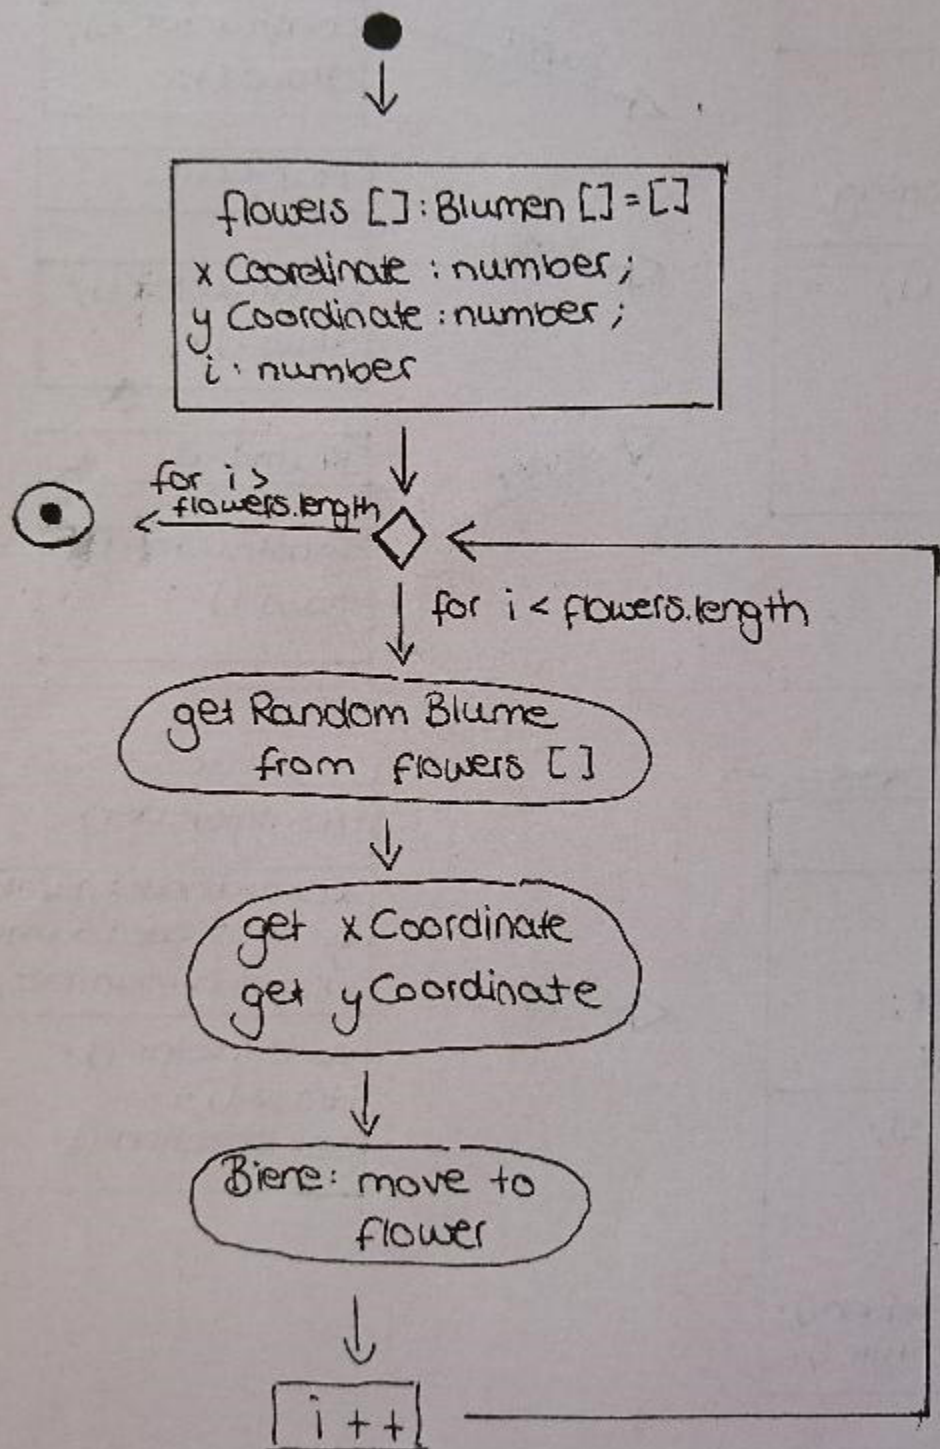 flowers []: Blumen [] = []
x Coordinate : number ;
y Coordinate : number ;
i : number
for i >
flowers.length
for i < flowers.length
get Random Blume
from flowers []
get x Coordinate
get y Coordinate
Biene: move to
flower
i ++